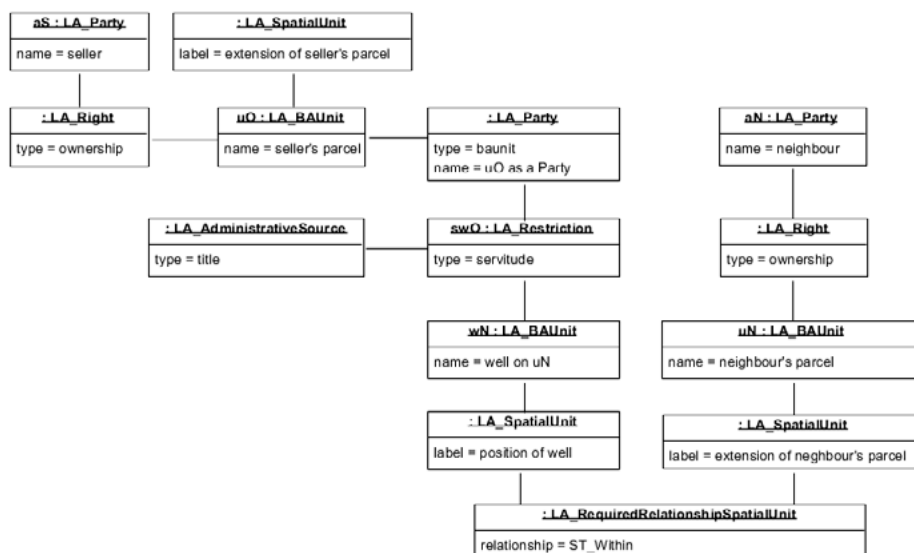 aS : LA_Party
name = seller
: LA_SpatialUnit
label = extension of seller's parcel
: LA_Right
type = ownership
uO : LA_BAUnit
name = seller's parcel
: LA_Party
type = baunit
name = uO as a Party
aN : LA_Party
name = neighbour
: LA_AdministrativeSource
type = title
swO : LA_Restriction
type = servitude
: LA_Right
type = ownership
wN : LA_BAUnit
name = well on uN
uN : LA_BAUnit
name = neighbour's parcel
: LA_SpatialUnit
label = position of well
: LA_SpatialUnit
label = extension of neghbour's parcel
: LA_RequiredRelationshipSpatialUnit
relationship = ST_Within